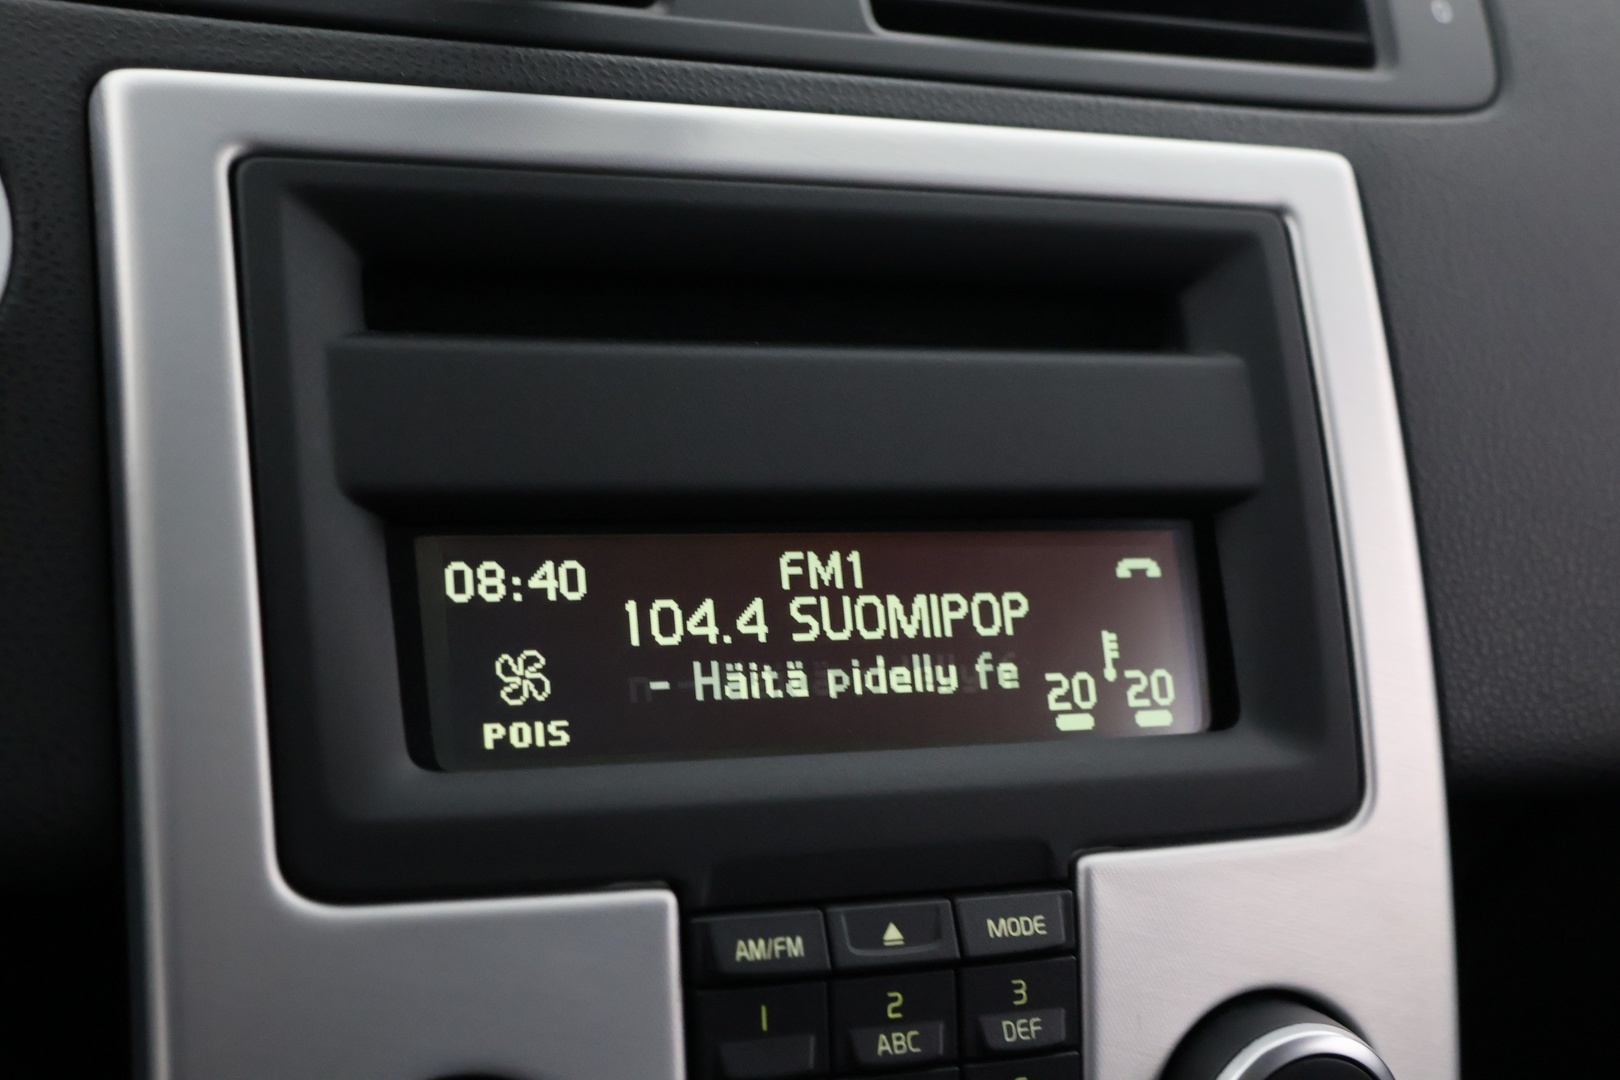 08:40
FM1
104.4 SUOMIPOP
- Häitä pidelly fe
20 20
POIS
AM/FM
MODE
1
2
ABC
3
DEF